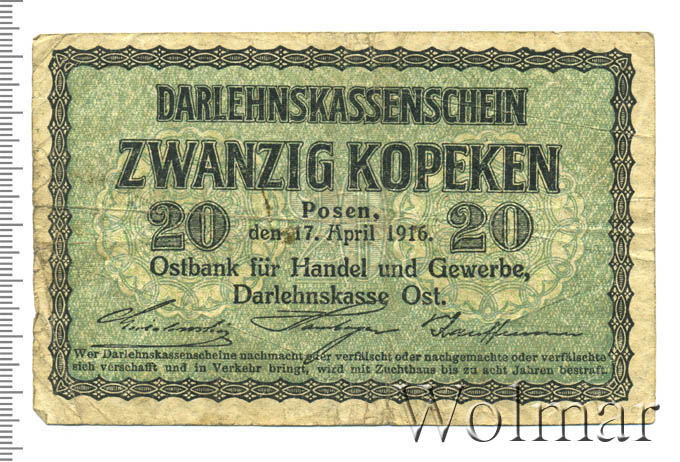 DARLEHNSKASSENSCHEIN
ZWANZIG KOPEKEN
20 Posen, 20
den 17. April 1916.
Ostbank für Handel und Gewerbe,
Darlehnskasse Ost.
Wer Darlehnskassenscheine nachmacht oder verfälscht oder nachgemachte oder verfälschte
sich verschafft und in Verkehr bringt, wird mit Zuchthaus bis zu acht Jahren bestraft.
Wolmar